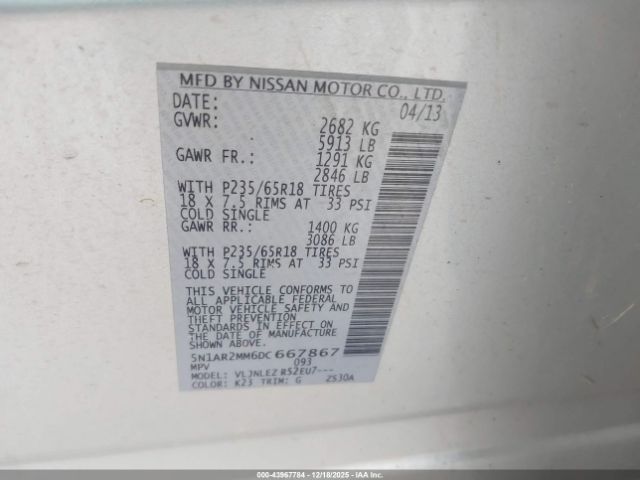 MFD BY NISSAN MOTOR CO., LTD.
DATE: 04/13
GVWR: 2682 KG
5913 LB
GAWR FR.: 1291 KG
2846 LB
WITH P235/65R18 TIRES
18 X 7.5 RIMS AT 33 PSI
COLD SINGLE
GAWR RR.: 1400 KG
3086 LB
WITH P235/65R18 TIRES
18 X 7.5 RIMS AT 33 PSI
COLD SINGLE
THIS VEHICLE CONFORMS TO
ALL APPLICABLE FEDERAL
MOTOR VEHICLE SAFETY AND
THEFT PREVENTION
STANDARDS IN EFFECT ON
THE DATE OF MANUFACTURE
SHOWN ABOVE.
5N1AR2MM6DC667867
MPV 093
MODEL: VLJNLEZ R52EU7---
COLOR: K23 TRIM: G ZS30A
000-43967784 | 12/18/2025 - IAA, Inc.